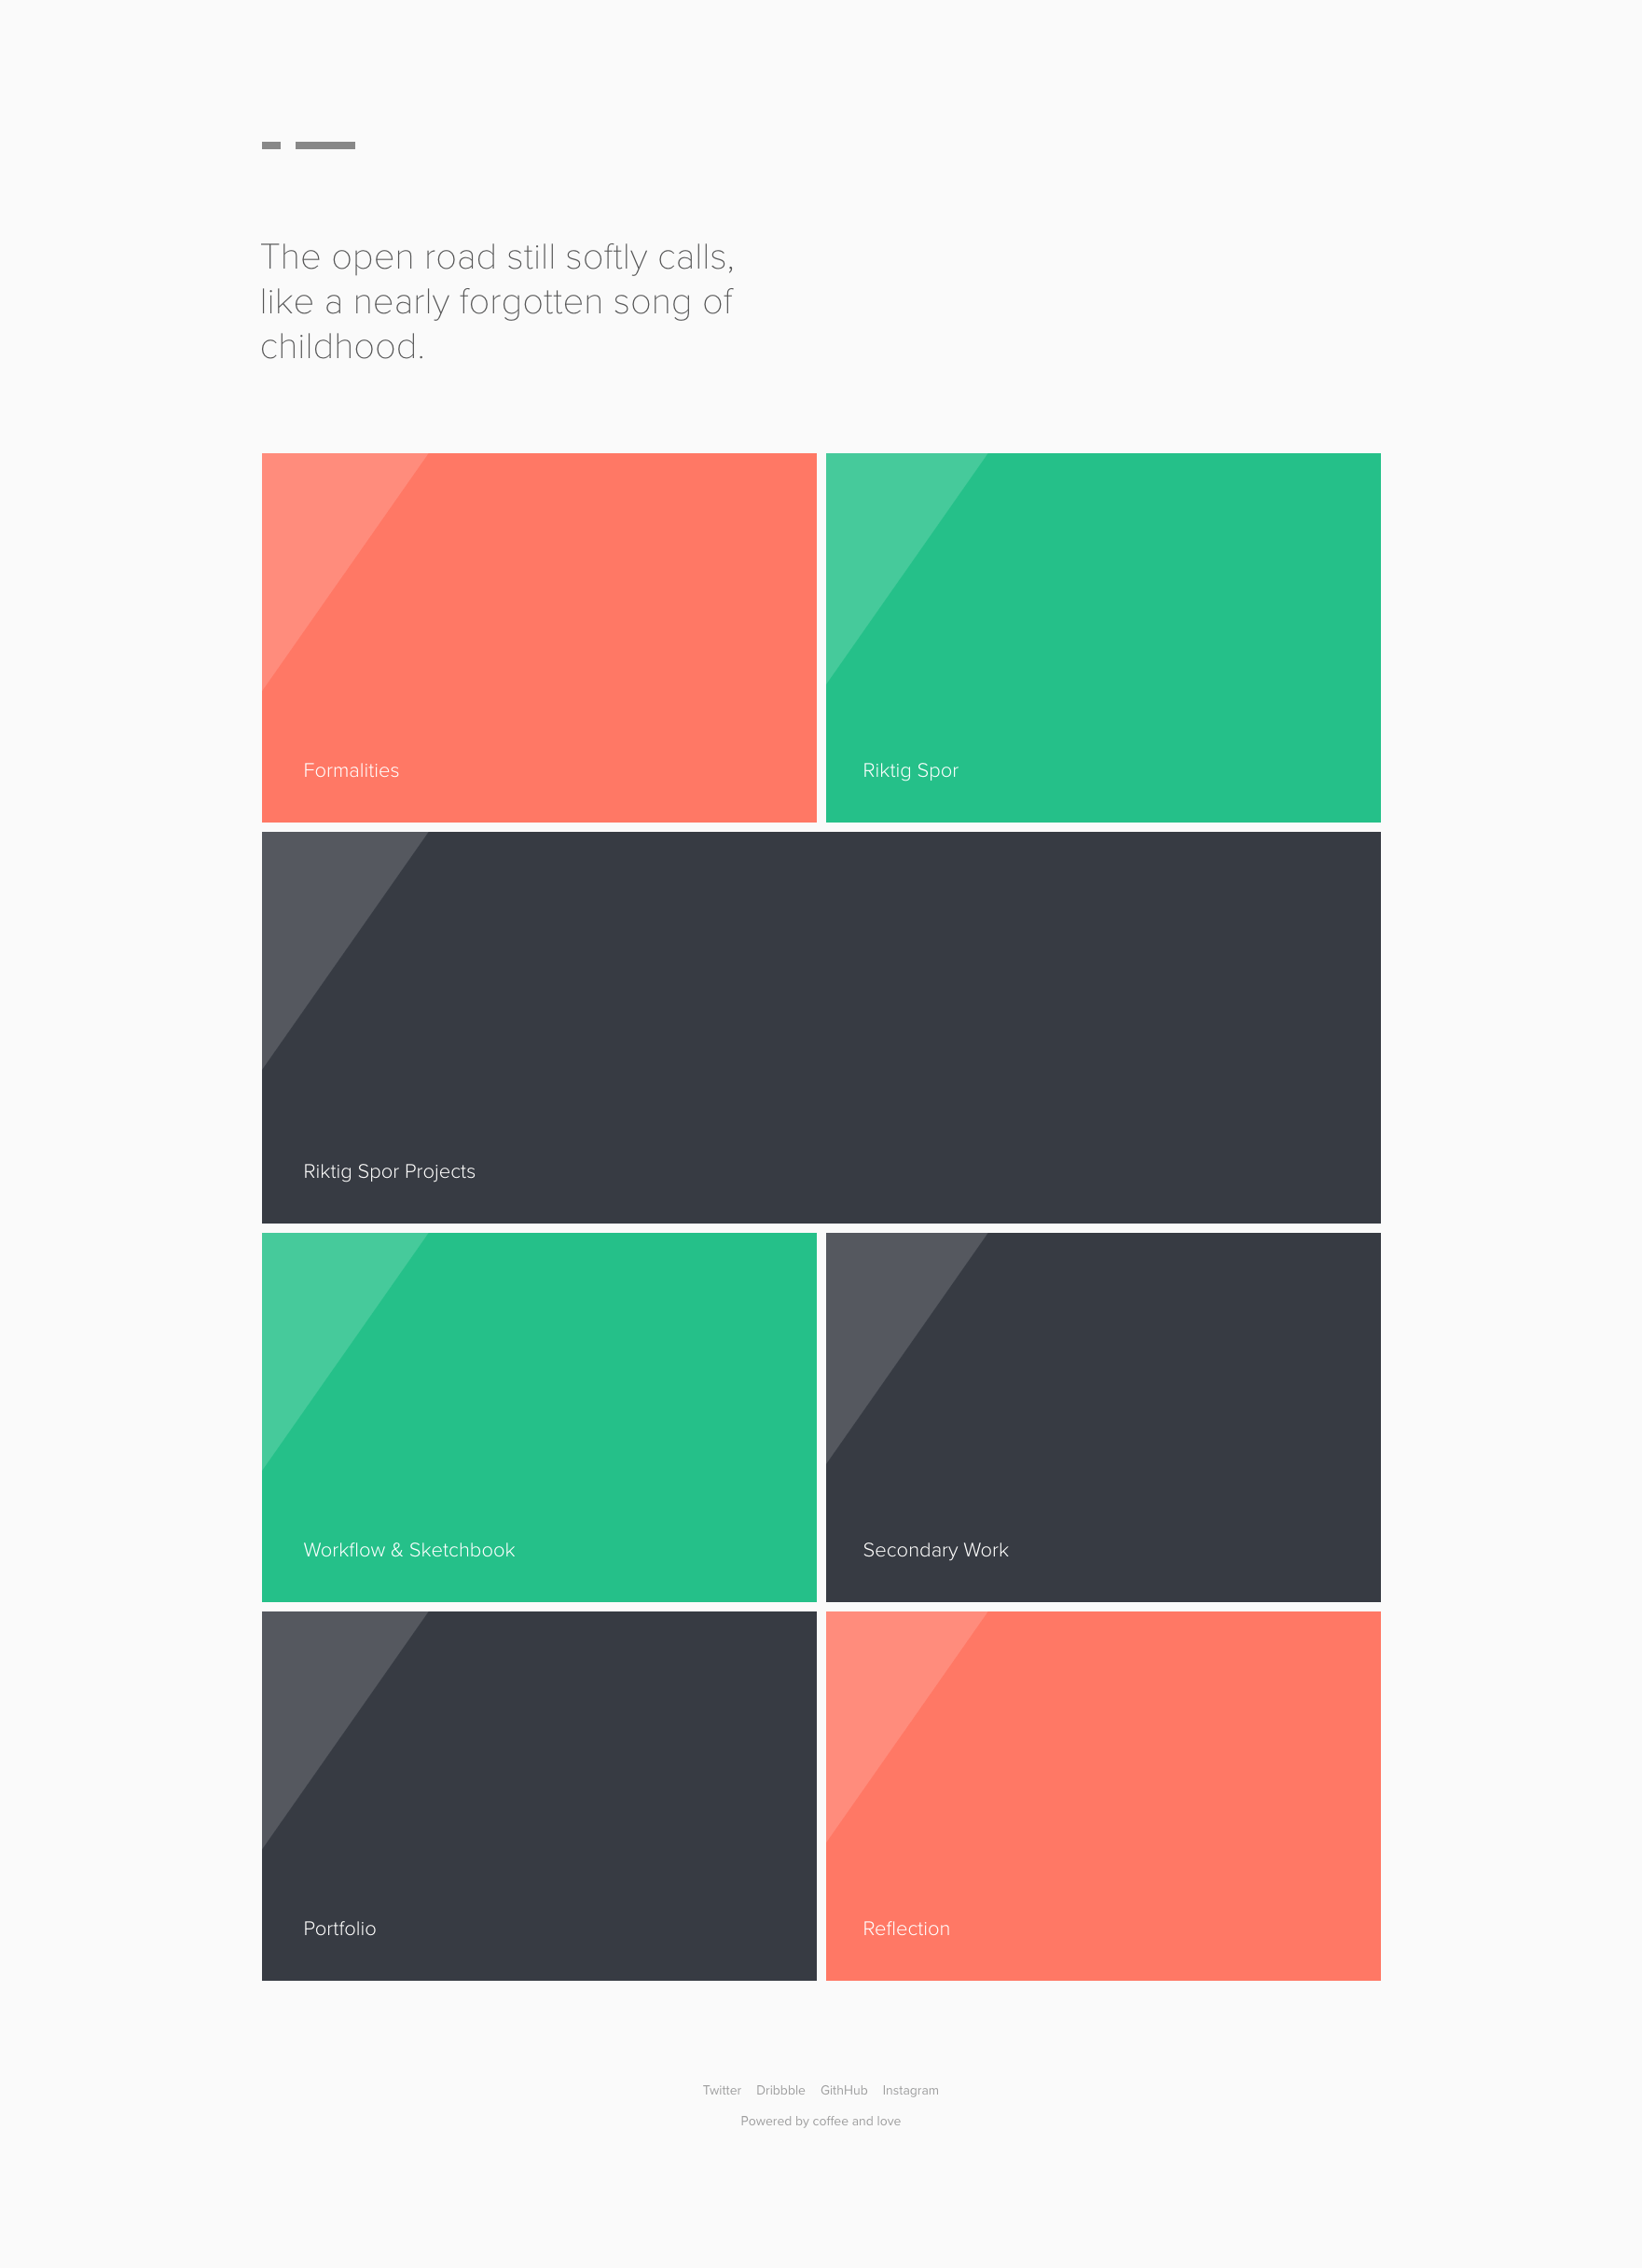 The open road still softly calls,
like a nearly forgotten song of
childhood.
Formalities
Riktig Spor
Riktig Spor Projects
Workflow & Sketchbook
Secondary Work
Portfolio
Reflection
Twitter Dribbble GithHub Instagram
Powered by coffee and love